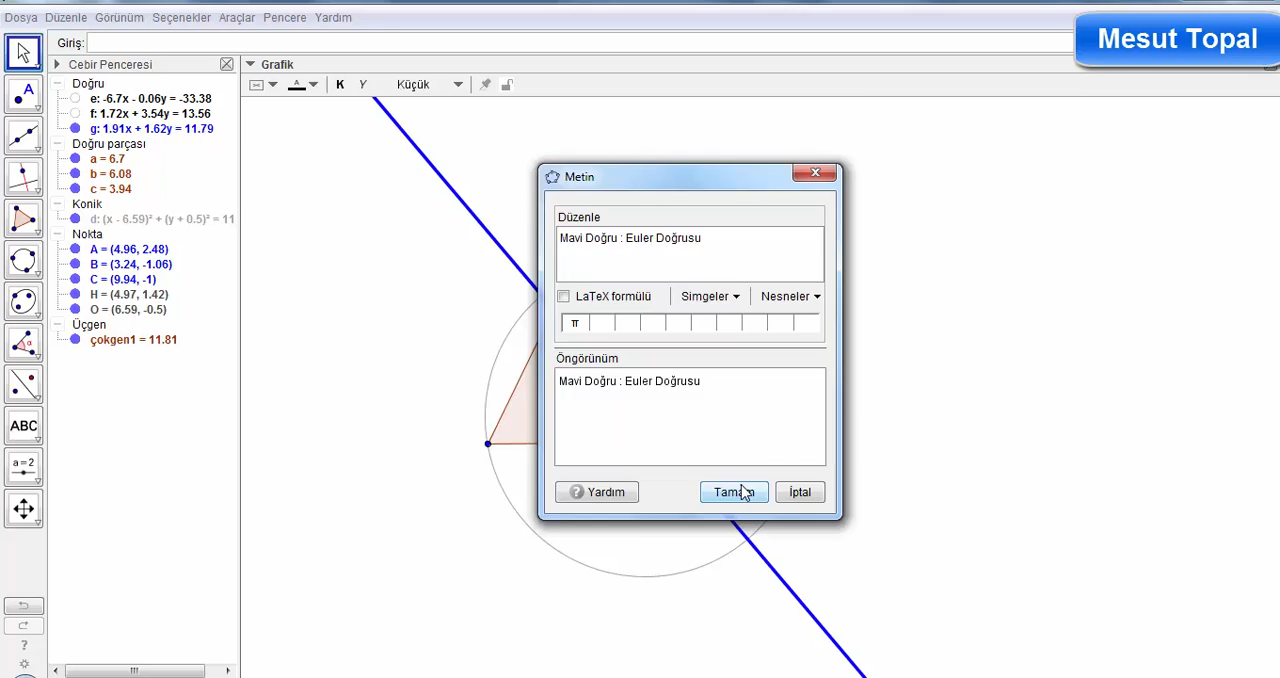 Dosya Düzenle Görünüm Seçenekler Araçlar Pencere Yardım
Mesut Topal
Giriş:
Cebir Penceresi
Grafik
K Y Küçük
Doğru
e: -6.7x - 0.06y = -33.38
f: 1.72x + 3.54y = 13.56
g: 1.91x + 1.62y = 11.79
Doğru parçası
a = 6.7
b = 6.08
c = 3.94
Konik
d: (x - 6.59)² + (y + 0.5)² = 11
Nokta
A = (4.96, 2.48)
B = (3.24, -1.06)
C = (9.94, -1)
H = (4.97, 1.42)
O = (6.59, -0.5)
Üçgen
çokgen1 = 11.81
A
α
ABC
a=2
?
Metin
Düzenle
Mavi Doğru : Euler Doğrusu
LaTeX formülü Simgeler Nesneler
π
Öngörünüm
Mavi Doğru : Euler Doğrusu
? Yardım Tamam İptal